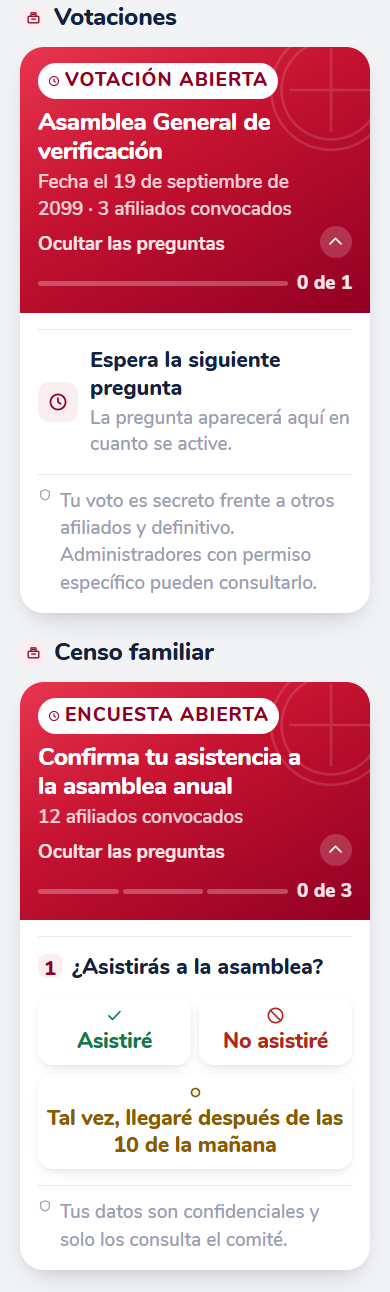 Votaciones
VOTACIÓN ABIERTA
Asamblea General de
verificación
Fecha el 19 de septiembre de
2099 · 3 afiliados convocados
Ocultar las preguntas
0 de 1
Espera la siguiente
pregunta
La pregunta aparecerá aquí en
cuanto se active.
Tu voto es secreto frente a otros
afiliados y definitivo.
Administradores con permiso
específico pueden consultarlo.
Censo familiar
ENCUESTA ABIERTA
Confirma tu asistencia a
la asamblea anual
12 afiliados convocados
Ocultar las preguntas
0 de 3
1 ¿Asistirás a la asamblea?
Asistiré
No asistiré
Tal vez, llegaré después de las
10 de la mañana
Tus datos son confidenciales y
solo los consulta el comité.